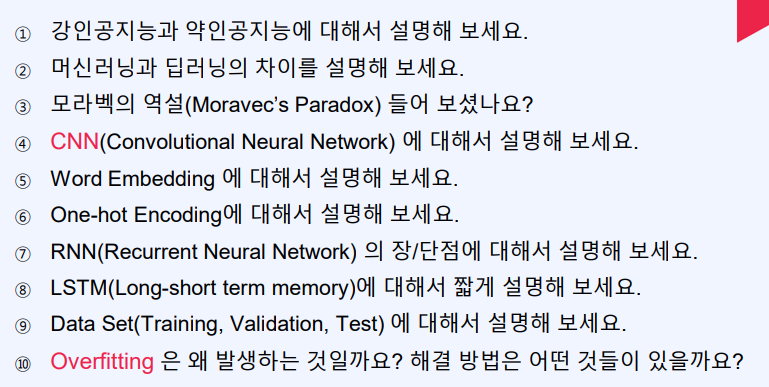 ① 강인공지능과 약인공지능에 대해서 설명해 보세요.
② 머신러닝과 딥러닝의 차이를 설명해 보세요.
③ 모라벡의 역설(Moravec’s Paradox) 들어 보셨나요?
④ CNN(Convolutional Neural Network) 에 대해서 설명해 보세요.
⑤ Word Embedding 에 대해서 설명해 보세요.
⑥ One-hot Encoding에 대해서 설명해 보세요.
⑦ RNN(Recurrent Neural Network) 의 장/단점에 대해서 설명해 보세요.
⑧ LSTM(Long-short term memory)에 대해서 짧게 설명해 보세요.
⑨ Data Set(Training, Validation, Test) 에 대해서 설명해 보세요.
⑩ Overfitting 은 왜 발생하는 것일까요? 해결 방법은 어떤 것들이 있을까요?